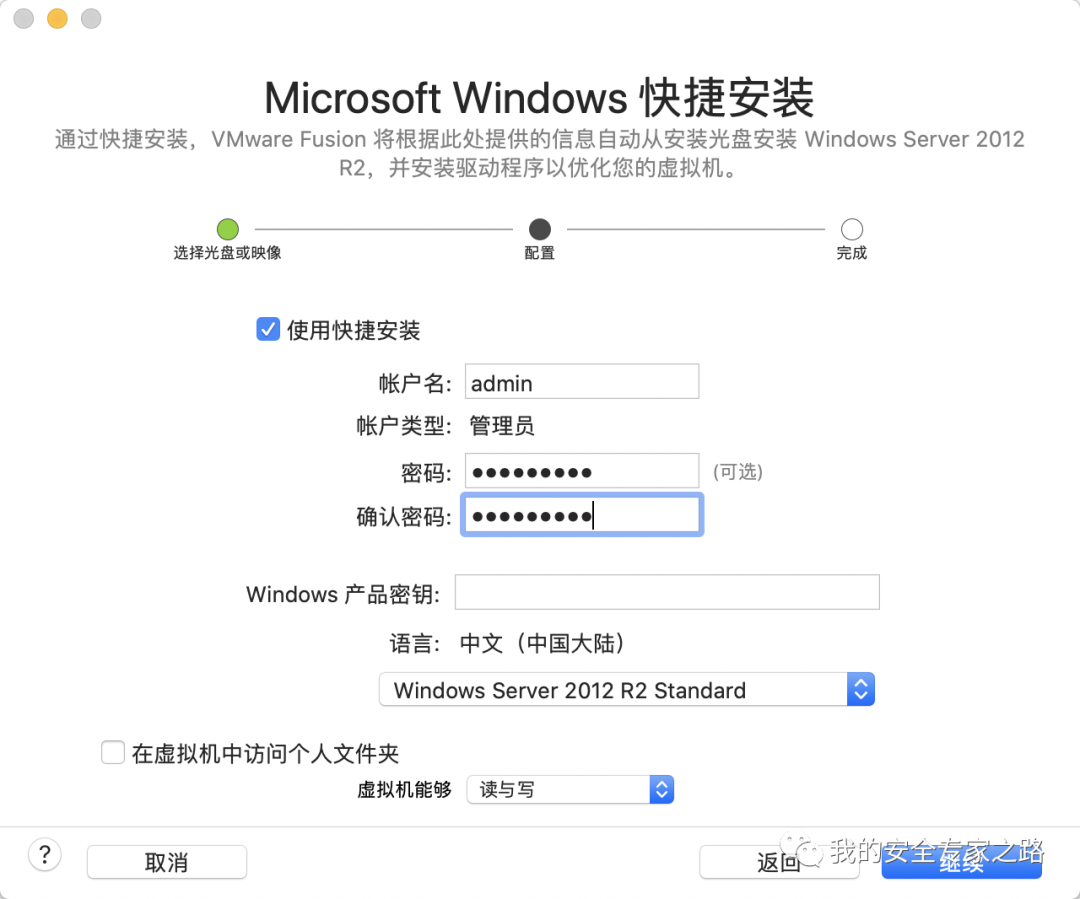 Microsoft Windows 快捷安装
通过快捷安装，VMware Fusion 将根据此处提供的信息自动从安装光盘安装 Windows Server 2012
R2，并安装驱动程序以优化您的虚拟机。
选择光盘或映像
配置
完成
使用快捷安装
帐户名: admin
帐户类型: 管理员
密码: ●●●●●●●●● (可选)
确认密码: ●●●●●●●●●
Windows 产品密钥:
语言: 中文（中国大陆）
Windows Server 2012 R2 Standard
在虚拟机中访问个人文件夹
虚拟机能够 读与写
?
取消
返回
继续
我的安全专家之路